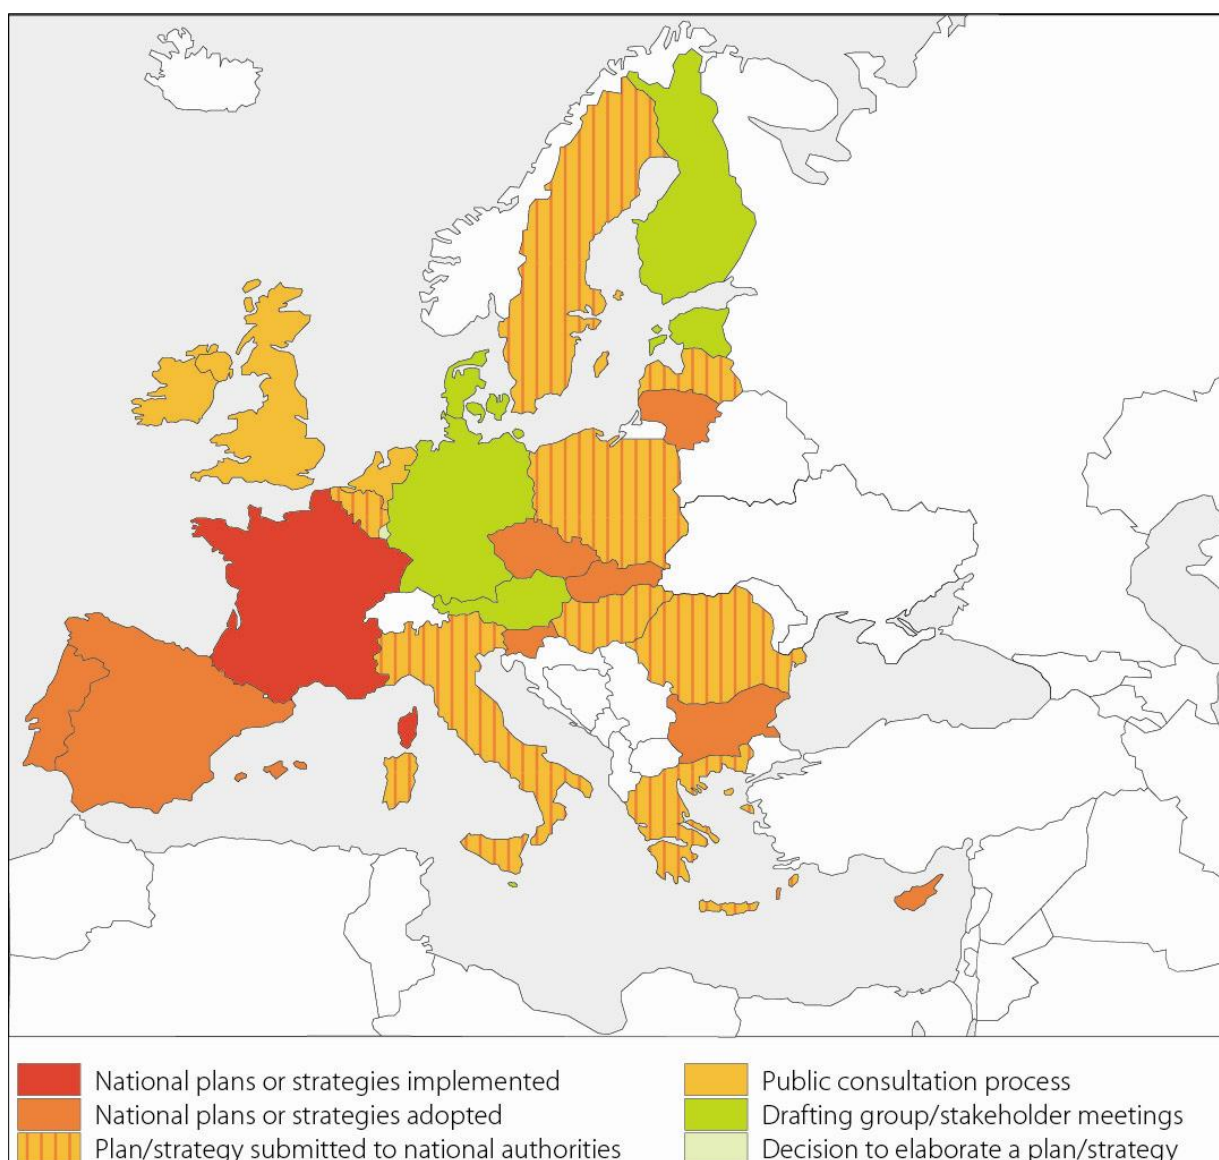 National plans or strategies implemented
National plans or strategies adopted
Plan/strategy submitted to national authorities
Public consultation process
Drafting group/stakeholder meetings
Decision to elaborate a plan/strategy